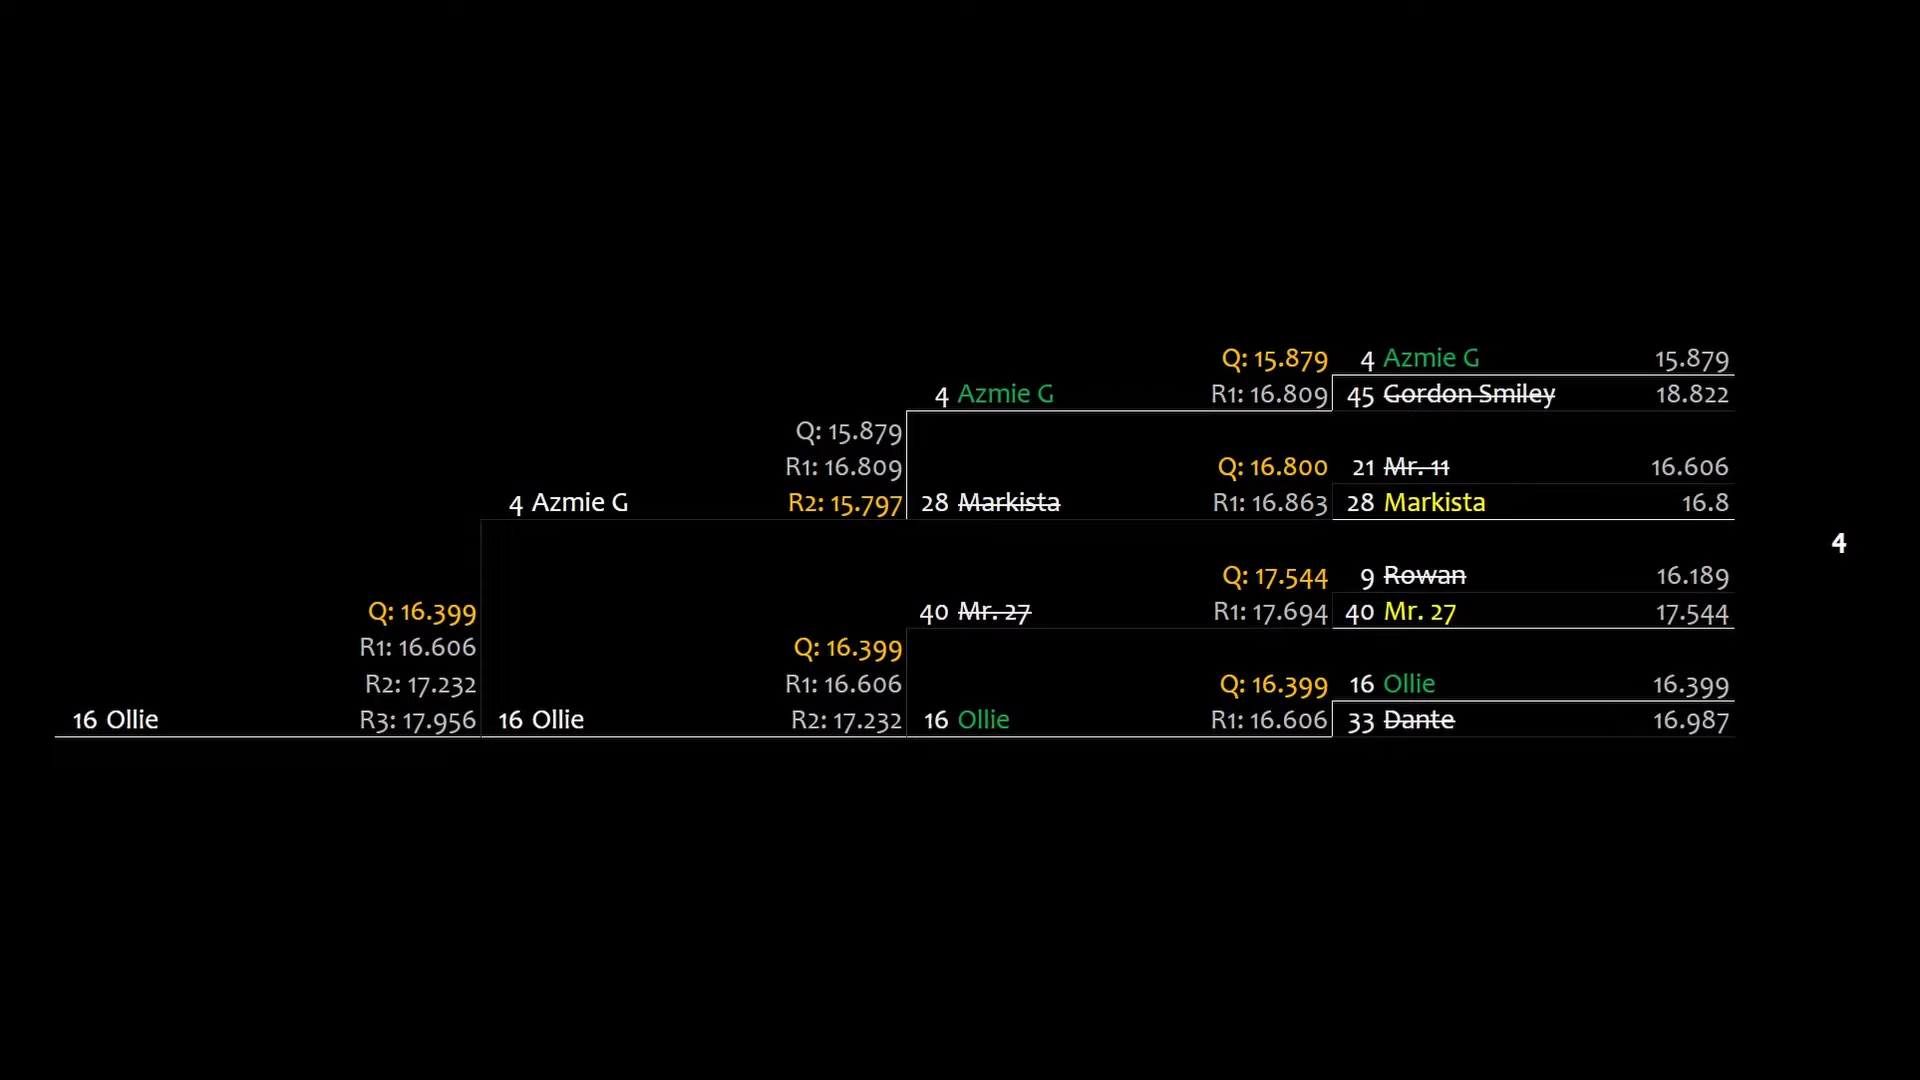 Q: 15.879 4 Azmie G 15.879
4 Azmie G R1: 16.809 45 Gordon Smiley 18.822
Q: 15.879
R1: 16.809 Q: 16.800 21 Mr. 11 16.606
4 Azmie G R2: 15.797 28 Markista R1: 16.863 28 Markista 16.8
4
Q: 17.544 9 Rowan 16.189
Q: 16.399 40 Mr. 27 R1: 17.694 40 Mr. 27 17.544
R1: 16.606 Q: 16.399
R2: 17.232 R1: 16.606 Q: 16.399 16 Ollie 16.399
16 Ollie R3: 17.956 16 Ollie R2: 17.232 16 Ollie R1: 16.606 33 Dante 16.987